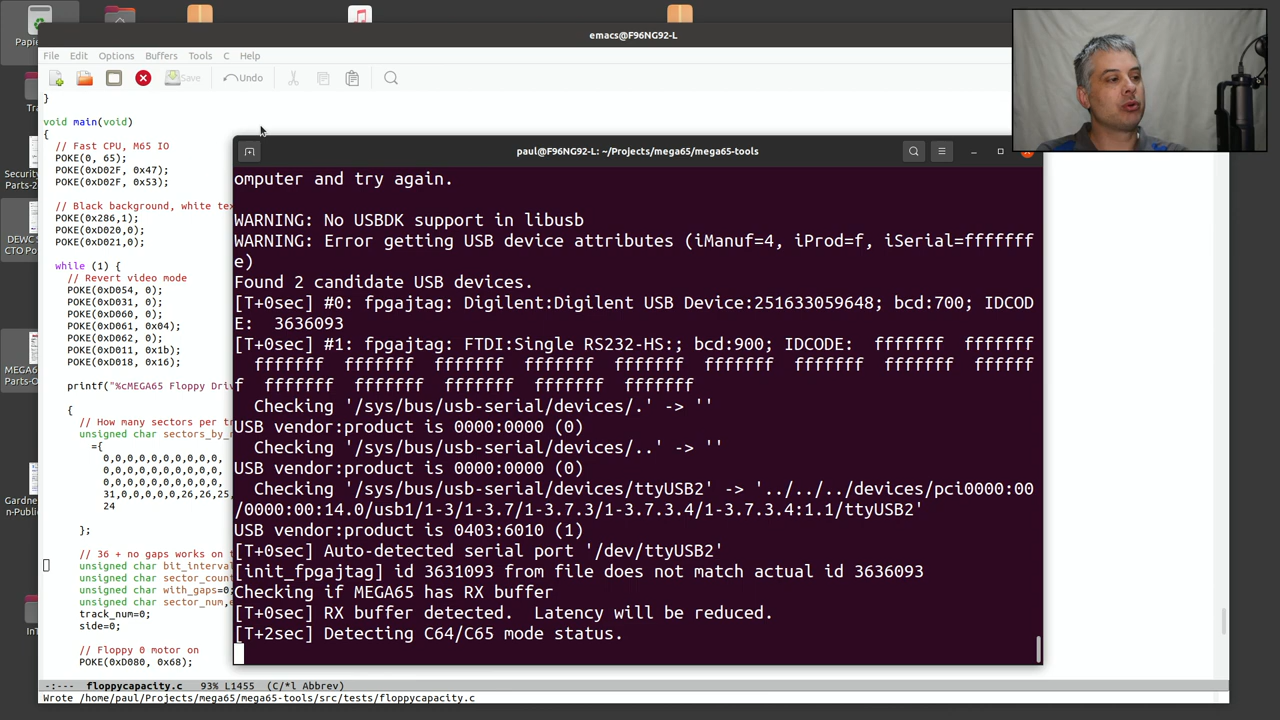 Papie
emacs@F96NG92-L
File Edit Options Buffers Tools C Help
Save Undo
}
void main(void)
{
// Fast CPU, M65 IO
POKE(0, 65);
POKE(0xD02F, 0x47);
POKE(0xD02F, 0x53);
// Black background, white tex
POKE(0x286,1);
POKE(0xD020,0);
POKE(0xD021,0);
while (1) {
// Revert video mode
POKE(0xD054, 0);
POKE(0xD031, 0);
POKE(0xD060, 0);
POKE(0xD061, 0x04);
POKE(0xD062, 0);
POKE(0xD011, 0x1b);
POKE(0xD018, 0x16);
printf("%cMEGA65 Floppy Driv
{
// How many sectors per t
unsigned char sectors_by_
={
0,0,0,0,0,0,0,0,0,0,
0,0,0,0,0,0,0,0,0,0,
0,0,0,0,0,0,0,0,0,0,
31,0,0,0,0,0,26,26,25,
24
};
// 36 + no gaps works on t
unsigned char bit_interval
unsigned char sector_count
unsigned char with_gaps=0;
unsigned char sector_num,
track_num=0;
side=0;
// Floppy 0 motor on
POKE(0xD080, 0x68);
-:--- floppycapacity.c 93% L1455 (C/*l Abbrev)
Wrote /home/paul/Projects/mega65/mega65-tools/src/tests/floppycapacity.c
Tra
Security
Parts-2
DEWC S
CTO Po
MEGA6
Parts-O
Gardne
n-Public
InT
paul@F96NG92-L: ~/Projects/mega65/mega65-tools
omputer and try again.
WARNING: No USBDK support in libusb
WARNING: Error getting USB device attributes (iManuf=4, iProd=f, iSerial=fffffff
e)
Found 2 candidate USB devices.
[T+0sec] #0: fpgajtag: Digilent:Digilent USB Device:251633059648; bcd:700; IDCOD
E:  3636093
[T+0sec] #1: fpgajtag: FTDI:Single RS232-HS:; bcd:900; IDCODE:  fffffff  fffffff
fffffff  fffffff  fffffff  fffffff  fffffff  fffffff  fffffff  fffffff  ffffff
f  fffffff  fffffff  fffffff  fffffff  fffffff
Checking '/sys/bus/usb-serial/devices/.' -> ''
USB vendor:product is 0000:0000 (0)
Checking '/sys/bus/usb-serial/devices/..' -> ''
USB vendor:product is 0000:0000 (0)
Checking '/sys/bus/usb-serial/devices/ttyUSB2' -> '../../../devices/pci0000:00
/0000:00:14.0/usb1/1-3/1-3.7/1-3.7.3/1-3.7.3.4/1-3.7.3.4:1.1/ttyUSB2'
USB vendor:product is 0403:6010 (1)
[T+0sec] Auto-detected serial port '/dev/ttyUSB2'
[init_fpgajtag] id 3631093 from file does not match actual id 3636093
Checking if MEGA65 has RX buffer
[T+0sec] RX buffer detected.  Latency will be reduced.
[T+2sec] Detecting C64/C65 mode status.